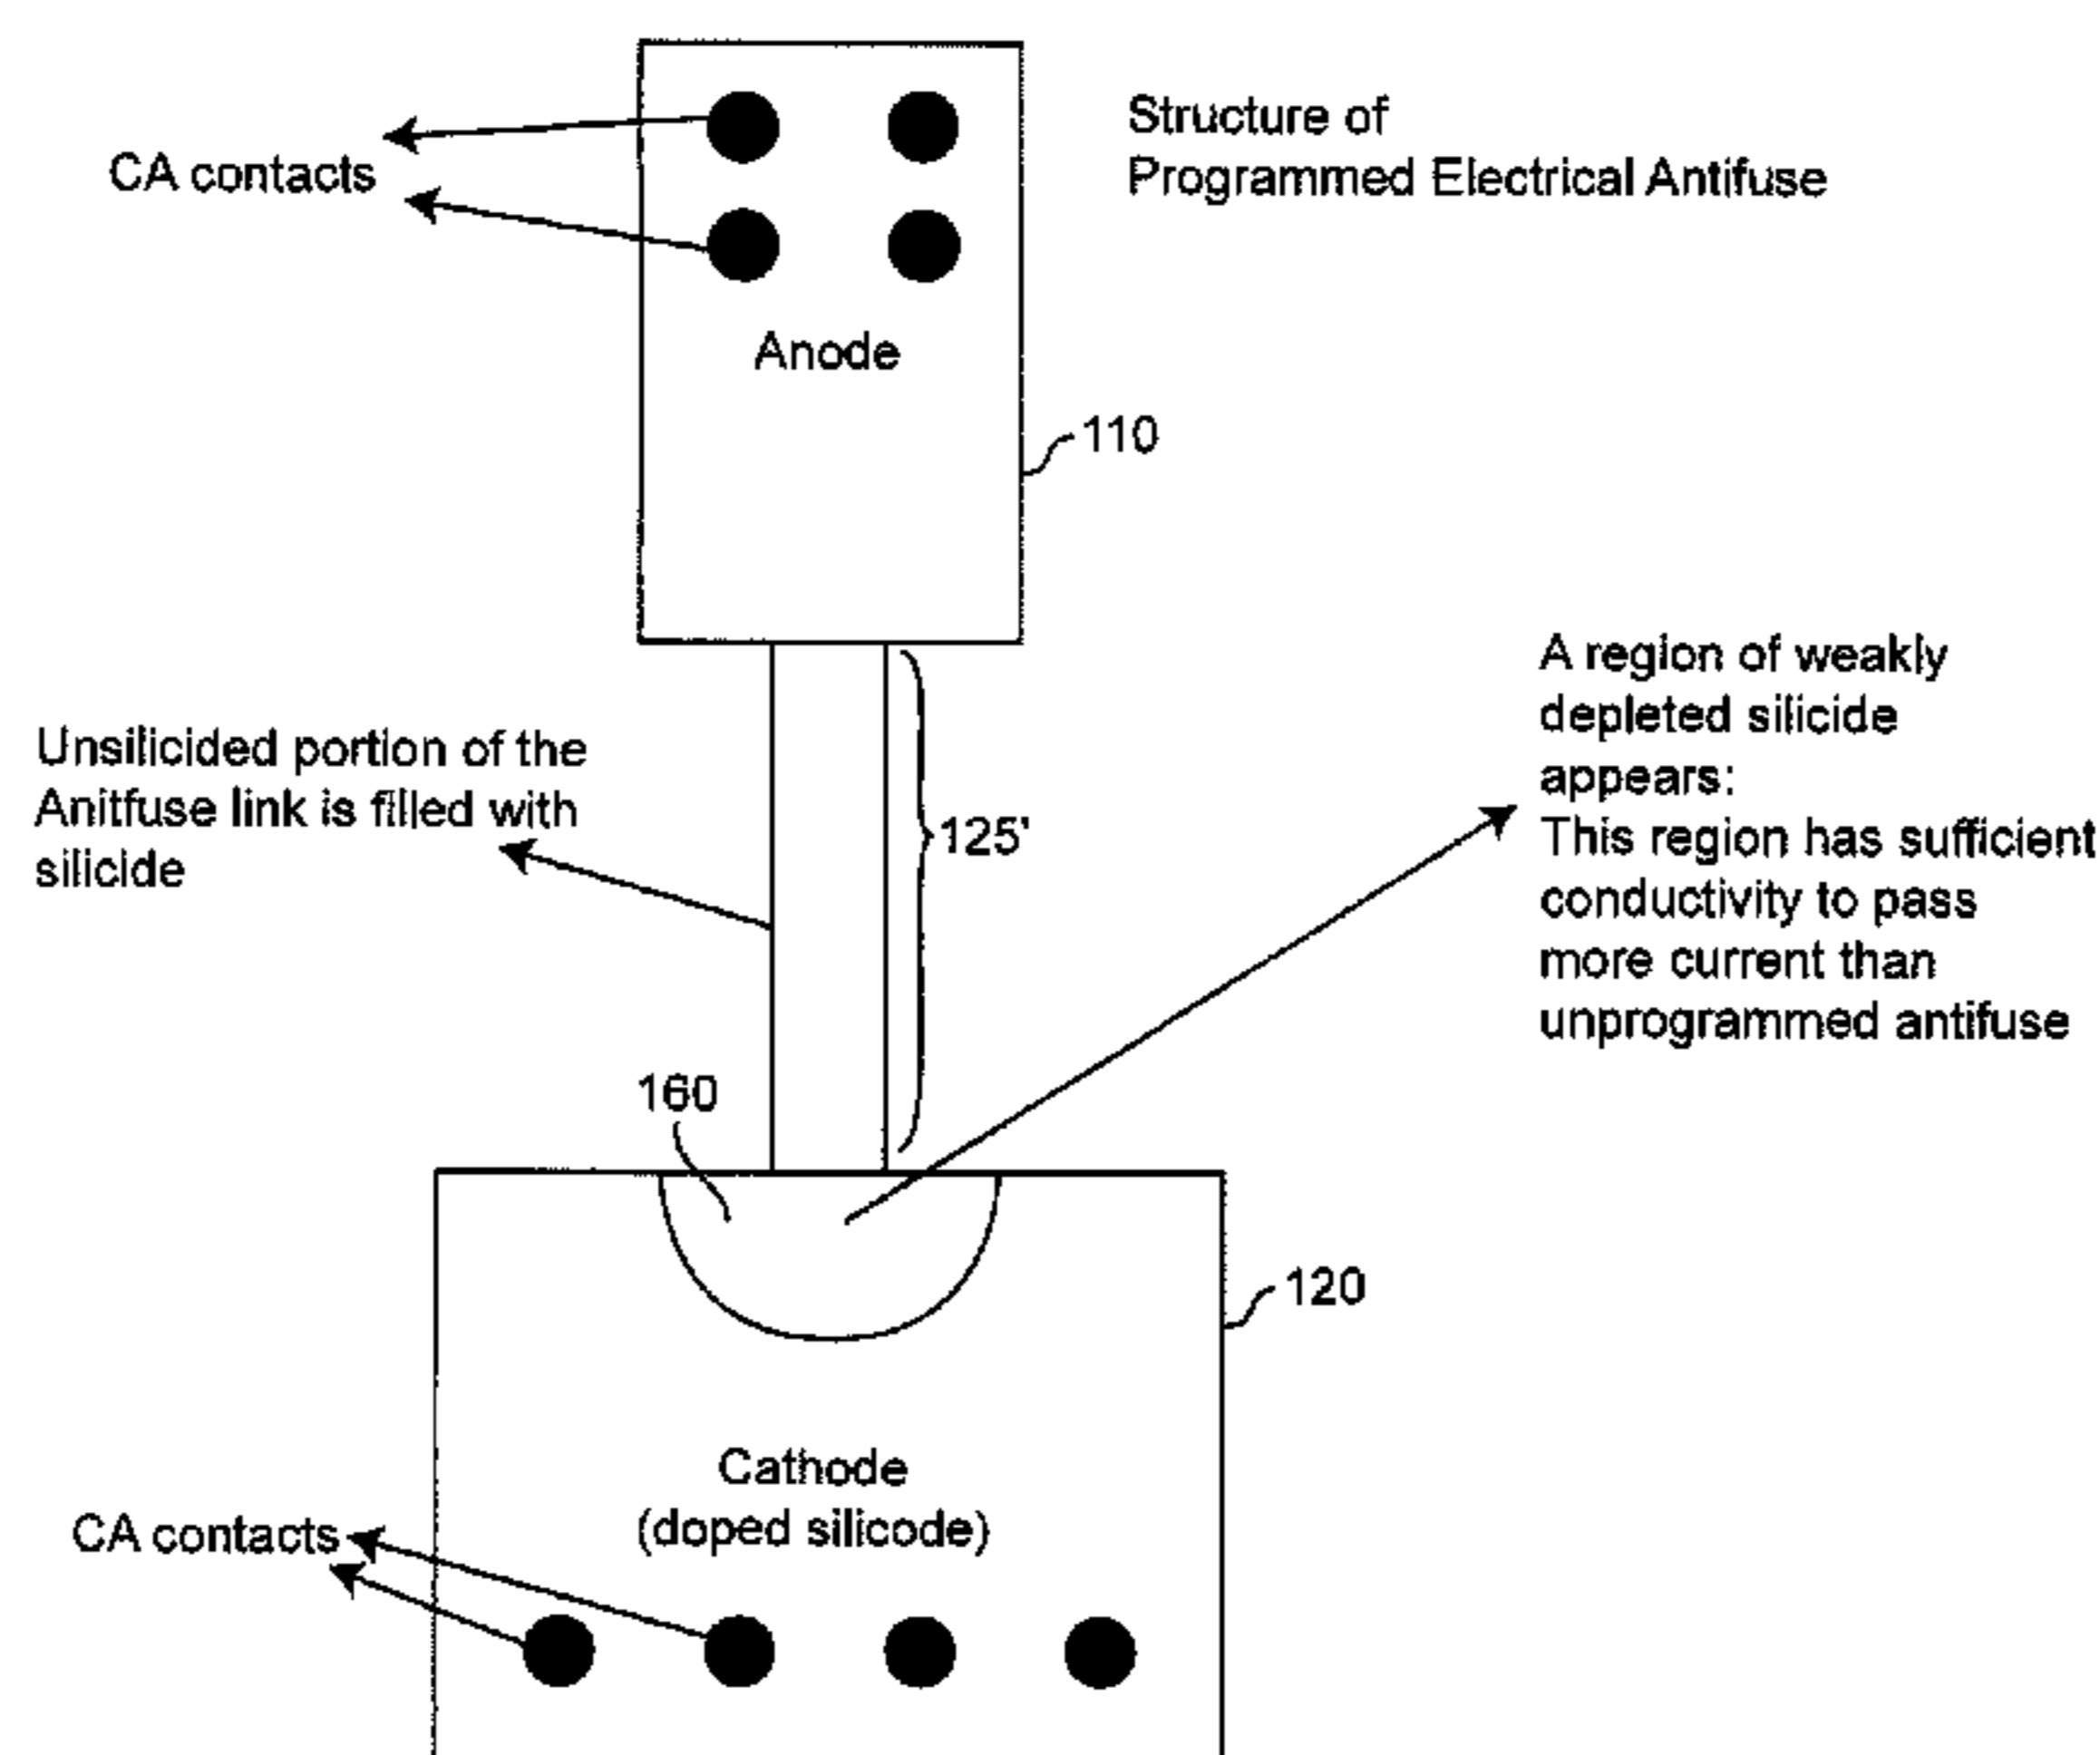 Structure of
Programmed Electrical Antifuse
CA contacts
Anode
110
A region of weakly
depleted silicide
appears:
This region has sufficient
conductivity to pass
more current than
unprogrammed antifuse
Unsilicided portion of the
Anitfuse link is filled with
silicide
125'
160
120
Cathode
(doped silicode)
CA contacts